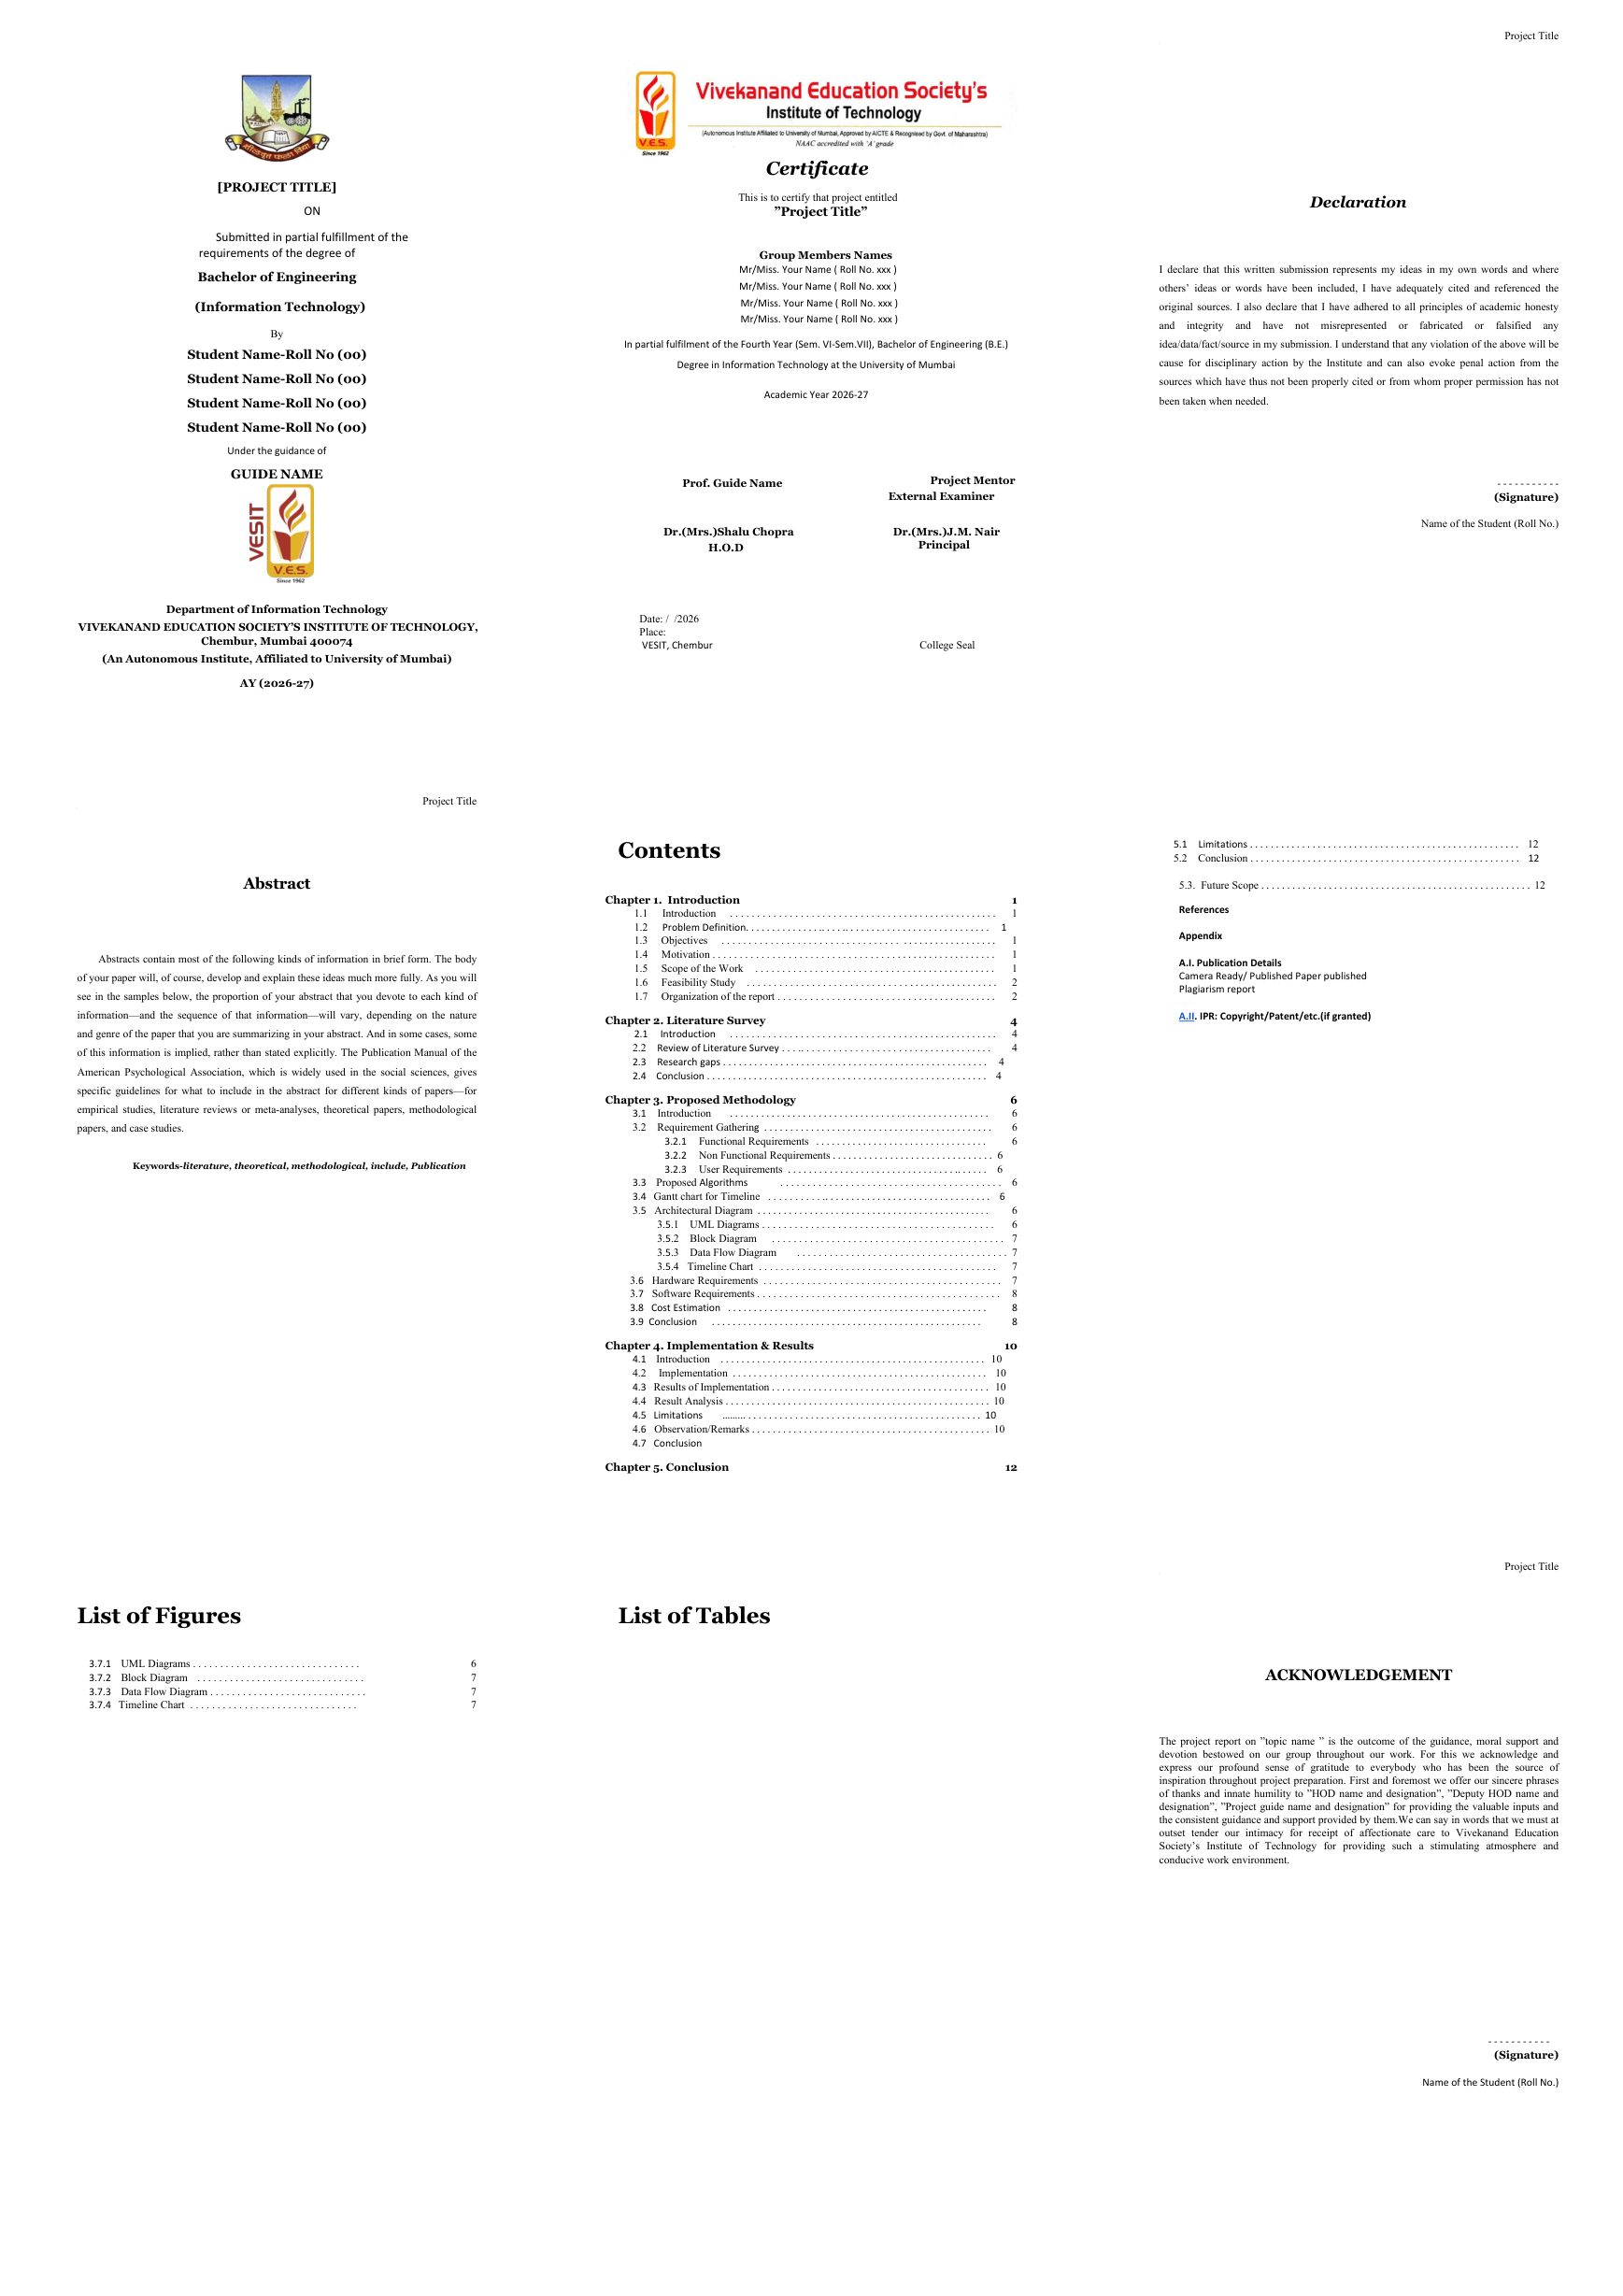 [PROJECT TITLE]
ON
Submitted in partial fulfillment of the
requirements of the degree of
Bachelor of Engineering
(Information Technology)
By
Student Name-Roll No (00)
Student Name-Roll No (00)
Student Name-Roll No (00)
Student Name-Roll No (00)
Under the guidance of
GUIDE NAME
VESIT
V.E.S.
Since 1962
Department of Information Technology
VIVEKANAND EDUCATION SOCIETY'S INSTITUTE OF TECHNOLOGY,
Chembur, Mumbai 400074
(An Autonomous Institute, Affiliated to University of Mumbai)
AY (2026-27)
V.E.S.
Since 1962
Vivekanand Education Society's
Institute of Technology
(Autonomous Institute Affiliated to University of Mumbai, Approved by AICTE & Recognised by Govt. of Maharashtra)
NAAC accredited with 'A' grade
Certificate
This is to certify that project entitled
”Project Title”
Group Members Names
Mr/Miss. Your Name ( Roll No. xxx )
Mr/Miss. Your Name ( Roll No. xxx )
Mr/Miss. Your Name ( Roll No. xxx )
Mr/Miss. Your Name ( Roll No. xxx )
In partial fulfilment of the Fourth Year (Sem. VI-Sem.VII), Bachelor of Engineering (B.E.)
Degree in Information Technology at the University of Mumbai
Academic Year 2026-27
Prof. Guide Name
Project Mentor
External Examiner
Dr.(Mrs.)Shalu Chopra
H.O.D
Dr.(Mrs.)J.M. Nair
Principal
Date: / /2026
Place:
VESIT, Chembur
College Seal
Project Title
Declaration
I declare that this written submission represents my ideas in my own words and where
others’ ideas or words have been included, I have adequately cited and referenced the
original sources. I also declare that I have adhered to all principles of academic honesty
and integrity and have not misrepresented or fabricated or falsified any
idea/data/fact/source in my submission. I understand that any violation of the above will be
cause for disciplinary action by the Institute and can also evoke penal action from the
sources which have thus not been properly cited or from whom proper permission has not
been taken when needed.
- - - - - - - - - - -
(Signature)
Name of the Student (Roll No.)
Project Title
Abstract
Abstracts contain most of the following kinds of information in brief form. The body
of your paper will, of course, develop and explain these ideas much more fully. As you will
see in the samples below, the proportion of your abstract that you devote to each kind of
information—and the sequence of that information—will vary, depending on the nature
and genre of the paper that you are summarizing in your abstract. And in some cases, some
of this information is implied, rather than stated explicitly. The Publication Manual of the
American Psychological Association, which is widely used in the social sciences, gives
specific guidelines for what to include in the abstract for different kinds of papers—for
empirical studies, literature reviews or meta-analyses, theoretical papers, methodological
papers, and case studies.
Keywords-literature, theoretical, methodological, include, Publication
Contents
Chapter 1. Introduction 1
1.1 Introduction . . . . . . . . . . 1
1.2 Problem Definition. . . . . . . . . . 1
1.3 Objectives . . . . . . . . . . 1
1.4 Motivation . . . . . . . . . . 1
1.5 Scope of the Work . . . . . . . . . . 1
1.6 Feasibility Study . . . . . . . . . . 2
1.7 Organization of the report . . . . . . . . . . 2
Chapter 2. Literature Survey 4
2.1 Introduction . . . . . . . . . . 4
2.2 Review of Literature Survey . . . . . . . . . . 4
2.3 Research gaps . . . . . . . . . . 4
2.4 Conclusion . . . . . . . . . . 4
Chapter 3. Proposed Methodology 6
3.1 Introduction . . . . . . . . . . 6
3.2 Requirement Gathering . . . . . . . . . . 6
3.2.1 Functional Requirements . . . . . . . . . . 6
3.2.2 Non Functional Requirements . . . . . . . . . . 6
3.2.3 User Requirements . . . . . . . . . . 6
3.3 Proposed Algorithms . . . . . . . . . . 6
3.4 Gantt chart for Timeline . . . . . . . . . . 6
3.5 Architectural Diagram . . . . . . . . . . 6
3.5.1 UML Diagrams . . . . . . . . . . 6
3.5.2 Block Diagram . . . . . . . . . . 7
3.5.3 Data Flow Diagram . . . . . . . . . . 7
3.5.4 Timeline Chart . . . . . . . . . . 7
3.6 Hardware Requirements . . . . . . . . . . 7
3.7 Software Requirements . . . . . . . . . . 8
3.8 Cost Estimation . . . . . . . . . . 8
3.9 Conclusion . . . . . . . . . . 8
Chapter 4. Implementation & Results 10
4.1 Introduction . . . . . . . . . . 10
4.2 Implementation . . . . . . . . . . 10
4.3 Results of Implementation . . . . . . . . . . 10
4.4 Result Analysis . . . . . . . . . . 10
4.5 Limitations . . . . . . . . . . 10
4.6 Observation/Remarks . . . . . . . . . . 10
4.7 Conclusion
Chapter 5. Conclusion 12
5.1 Limitations . . . . . . . . . . 12
5.2 Conclusion . . . . . . . . . . 12
5.3. Future Scope . . . . . . . . . . 12
References
Appendix
A.I. Publication Details
Camera Ready/ Published Paper published
Plagiarism report
A.II. IPR: Copyright/Patent/etc.(if granted)
List of Figures
3.7.1 UML Diagrams . . . . . . . . . . 6
3.7.2 Block Diagram . . . . . . . . . . 7
3.7.3 Data Flow Diagram . . . . . . . . . . 7
3.7.4 Timeline Chart . . . . . . . . . . 7
List of Tables
Project Title
ACKNOWLEDGEMENT
The project report on ”topic name ” is the outcome of the guidance, moral support and
devotion bestowed on our group throughout our work. For this we acknowledge and
express our profound sense of gratitude to everybody who has been the source of
inspiration throughout project preparation. First and foremost we offer our sincere phrases
of thanks and innate humility to ”HOD name and designation”, ”Deputy HOD name and
designation”, ”Project guide name and designation” for providing the valuable inputs and
the consistent guidance and support provided by them.We can say in words that we must at
outset tender our intimacy for receipt of affectionate care to Vivekanand Education
Society’s Institute of Technology for providing such a stimulating atmosphere and
conducive work environment.
- - - - - - - - - - -
(Signature)
Name of the Student (Roll No.)